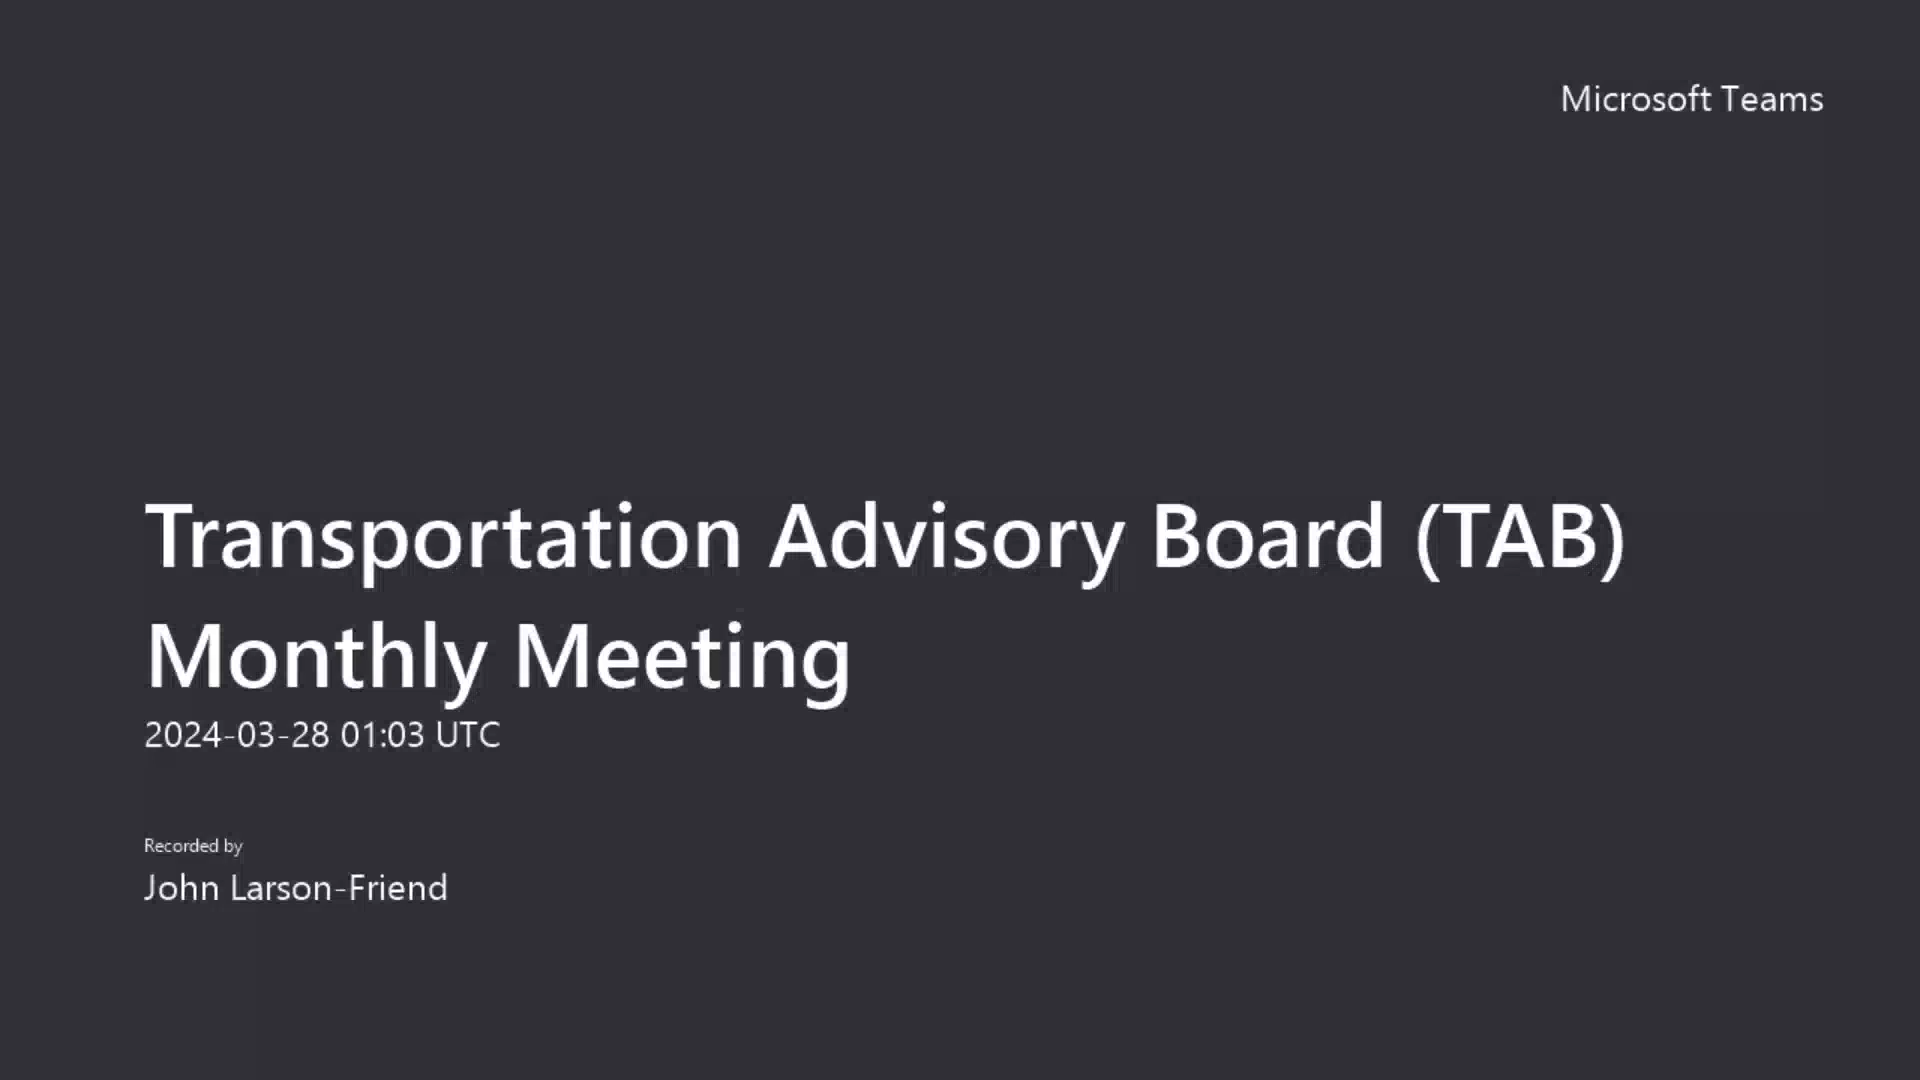 Microsoft Teams
Transportation Advisory Board (TAB)
Monthly Meeting
2024-03-28 01:03 UTC
Recorded by
John Larson-Friend